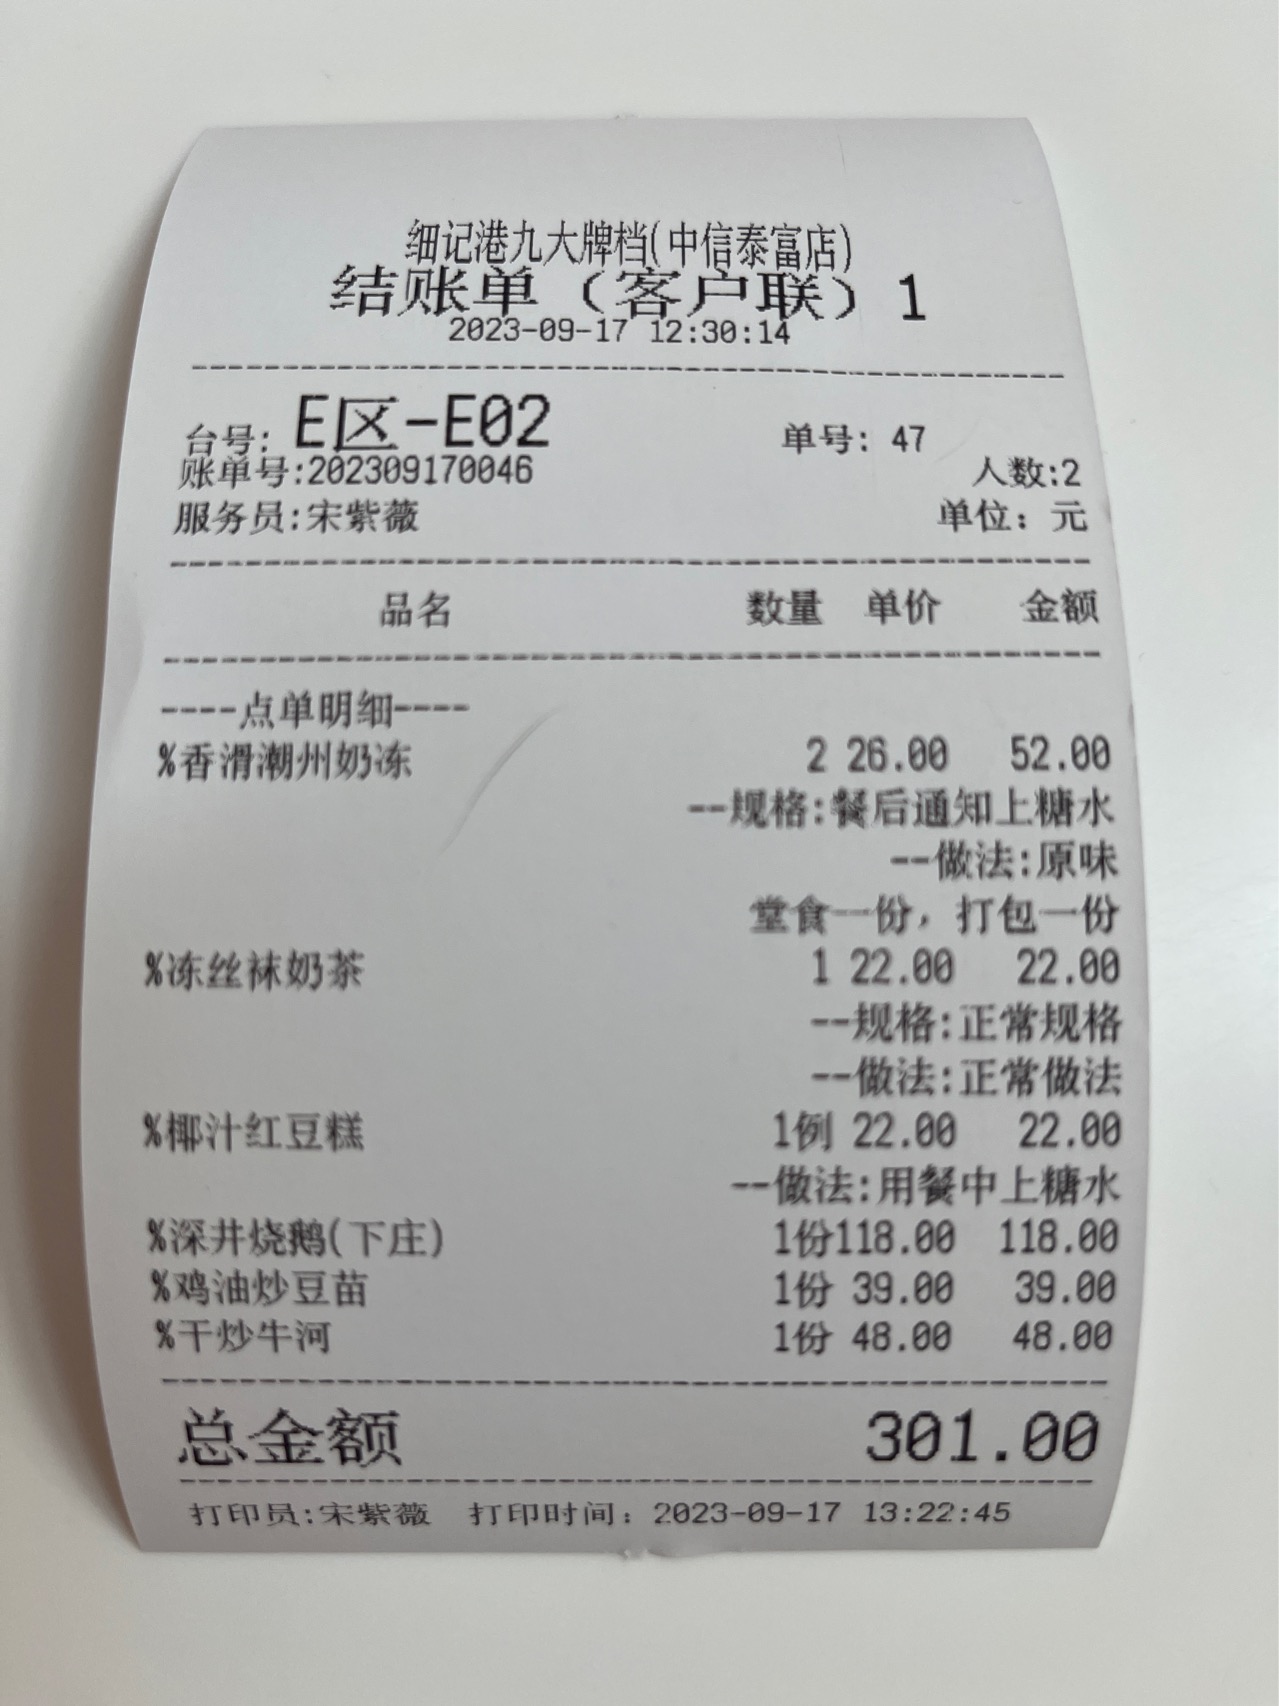 细记港九大牌档(中信泰富店)
结账单（客户联）1
2023-09-17 12:30:14
台号: E区-E02 单号: 47
账单号:202309170046 人数:2
服务员:宋紫薇 单位: 元
品名 数量 单价 金额
----点单明细----
%香滑潮州奶冻 2 26.00 52.00
--规格:餐后通知上糖水
--做法:原味
堂食一份, 打包一份
%冻丝袜奶茶 1 22.00 22.00
--规格:正常规格
--做法:正常做法
%椰汁红豆糕 1例 22.00 22.00
--做法:用餐中上糖水
%深井烧鹅(下庄) 1份118.00 118.00
%鸡油炒豆苗 1份 39.00 39.00
%干炒牛河 1份 48.00 48.00
总金额 301.00
打印员:宋紫薇 打印时间: 2023-09-17 13:22:45